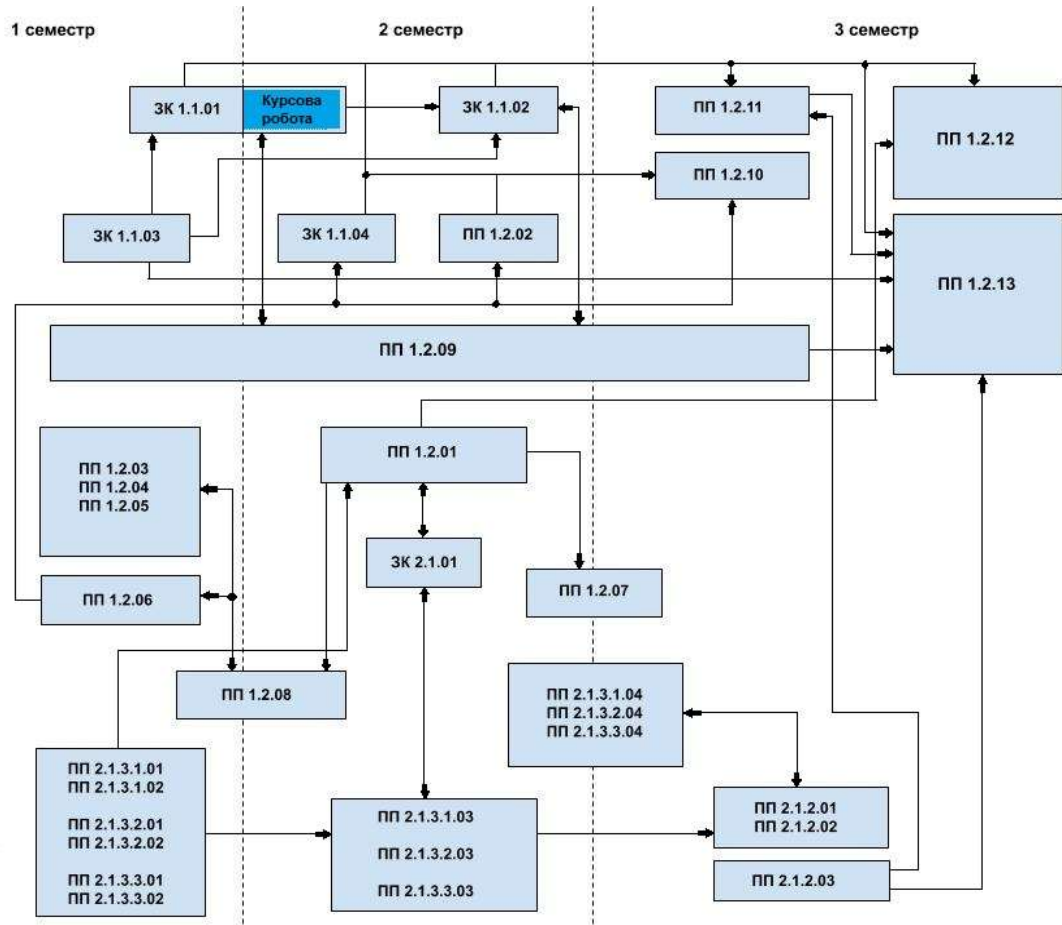 1 семестр
2 семестр
3 семестр
ЗК 1.1.01
Курсова
робота
ЗК 1.1.02
ПП 1.2.11
ПП 1.2.12
ПП 1.2.10
ЗК 1.1.03
ЗК 1.1.04
ПП 1.2.02
ПП 1.2.13
ПП 1.2.09
ПП 1.2.03
ПП 1.2.04
ПП 1.2.05
ПП 1.2.01
ЗК 2.1.01
ПП 1.2.06
ПП 1.2.07
ПП 1.2.08
ПП 2.1.3.1.04
ПП 2.1.3.2.04
ПП 2.1.3.3.04
ПП 2.1.3.1.01
ПП 2.1.3.1.02
ПП 2.1.3.2.01
ПП 2.1.3.2.02
ПП 2.1.3.3.01
ПП 2.1.3.3.02
ПП 2.1.3.1.03
ПП 2.1.3.2.03
ПП 2.1.3.3.03
ПП 2.1.2.01
ПП 2.1.2.02
ПП 2.1.2.03